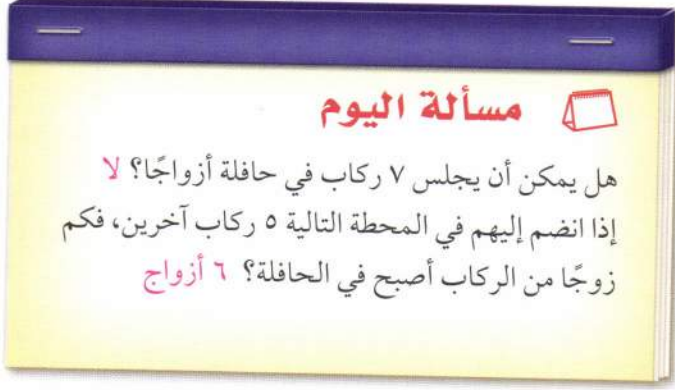 مسألة اليوم
هل يمكن أن يجلس ٧ ركاب في حافلة أزواجًا؟ لا
إذا انضم إليهم في المحطة التالية ٥ ركاب آخرين، فكم
زوجًا من الركاب أصبح في الحافلة؟ ٦ أزواج